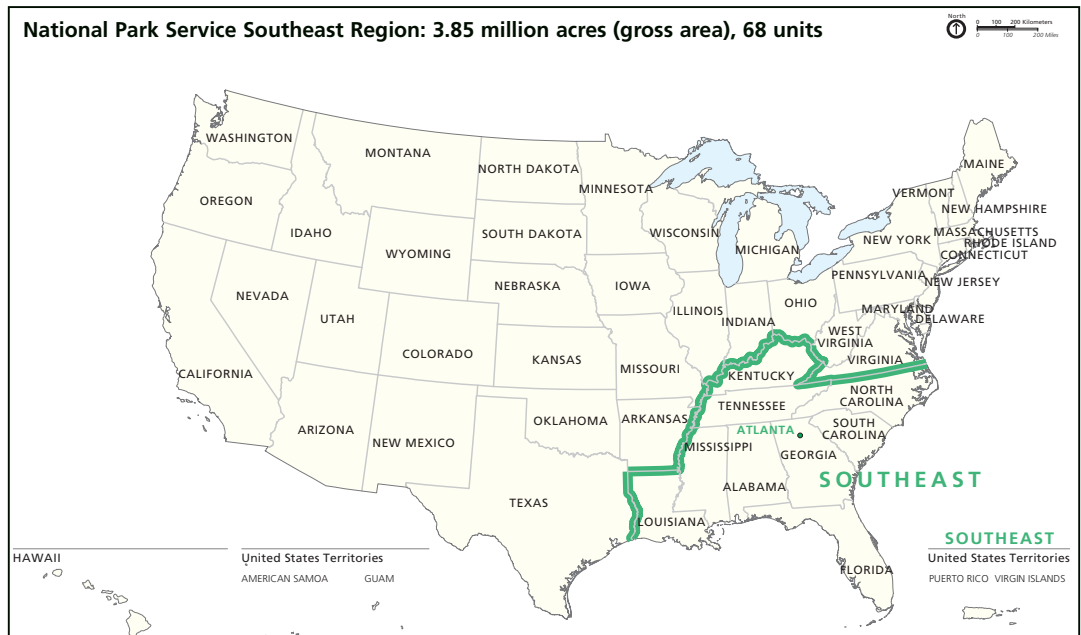 National Park Service Southeast Region: 3.85 million acres (gross area), 68 units
North
0 100 200 Kilometers
0 100 200 Miles
WASHINGTON
MONTANA
NORTH DAKOTA
MINNESOTA
MAINE
VERMONT
NEW HAMPSHIRE
OREGON
IDAHO
WYOMING
SOUTH DAKOTA
WISCONSIN
MICHIGAN
NEW YORK
MASSACHUSETTS
RHODE ISLAND
CONNECTICUT
NEVADA
UTAH
NEBRASKA
IOWA
ILLINOIS
INDIANA
OHIO
PENNSYLVANIA
NEW JERSEY
MARYLAND
DELAWARE
CALIFORNIA
COLORADO
KANSAS
MISSOURI
KENTUCKY
WEST
VIRGINIA
VIRGINIA
ARIZONA
NEW MEXICO
OKLAHOMA
ARKANSAS
TENNESSEE
NORTH
CAROLINA
SOUTH
CAROLINA
ATLANTA
MISSISSIPPI
GEORGIA
ALABAMA
SOUTHEAST
TEXAS
LOUISIANA
FLORIDA
HAWAII
United States Territories
AMERICAN SAMOA
GUAM
SOUTHEAST
United States Territories
PUERTO RICO
VIRGIN ISLANDS